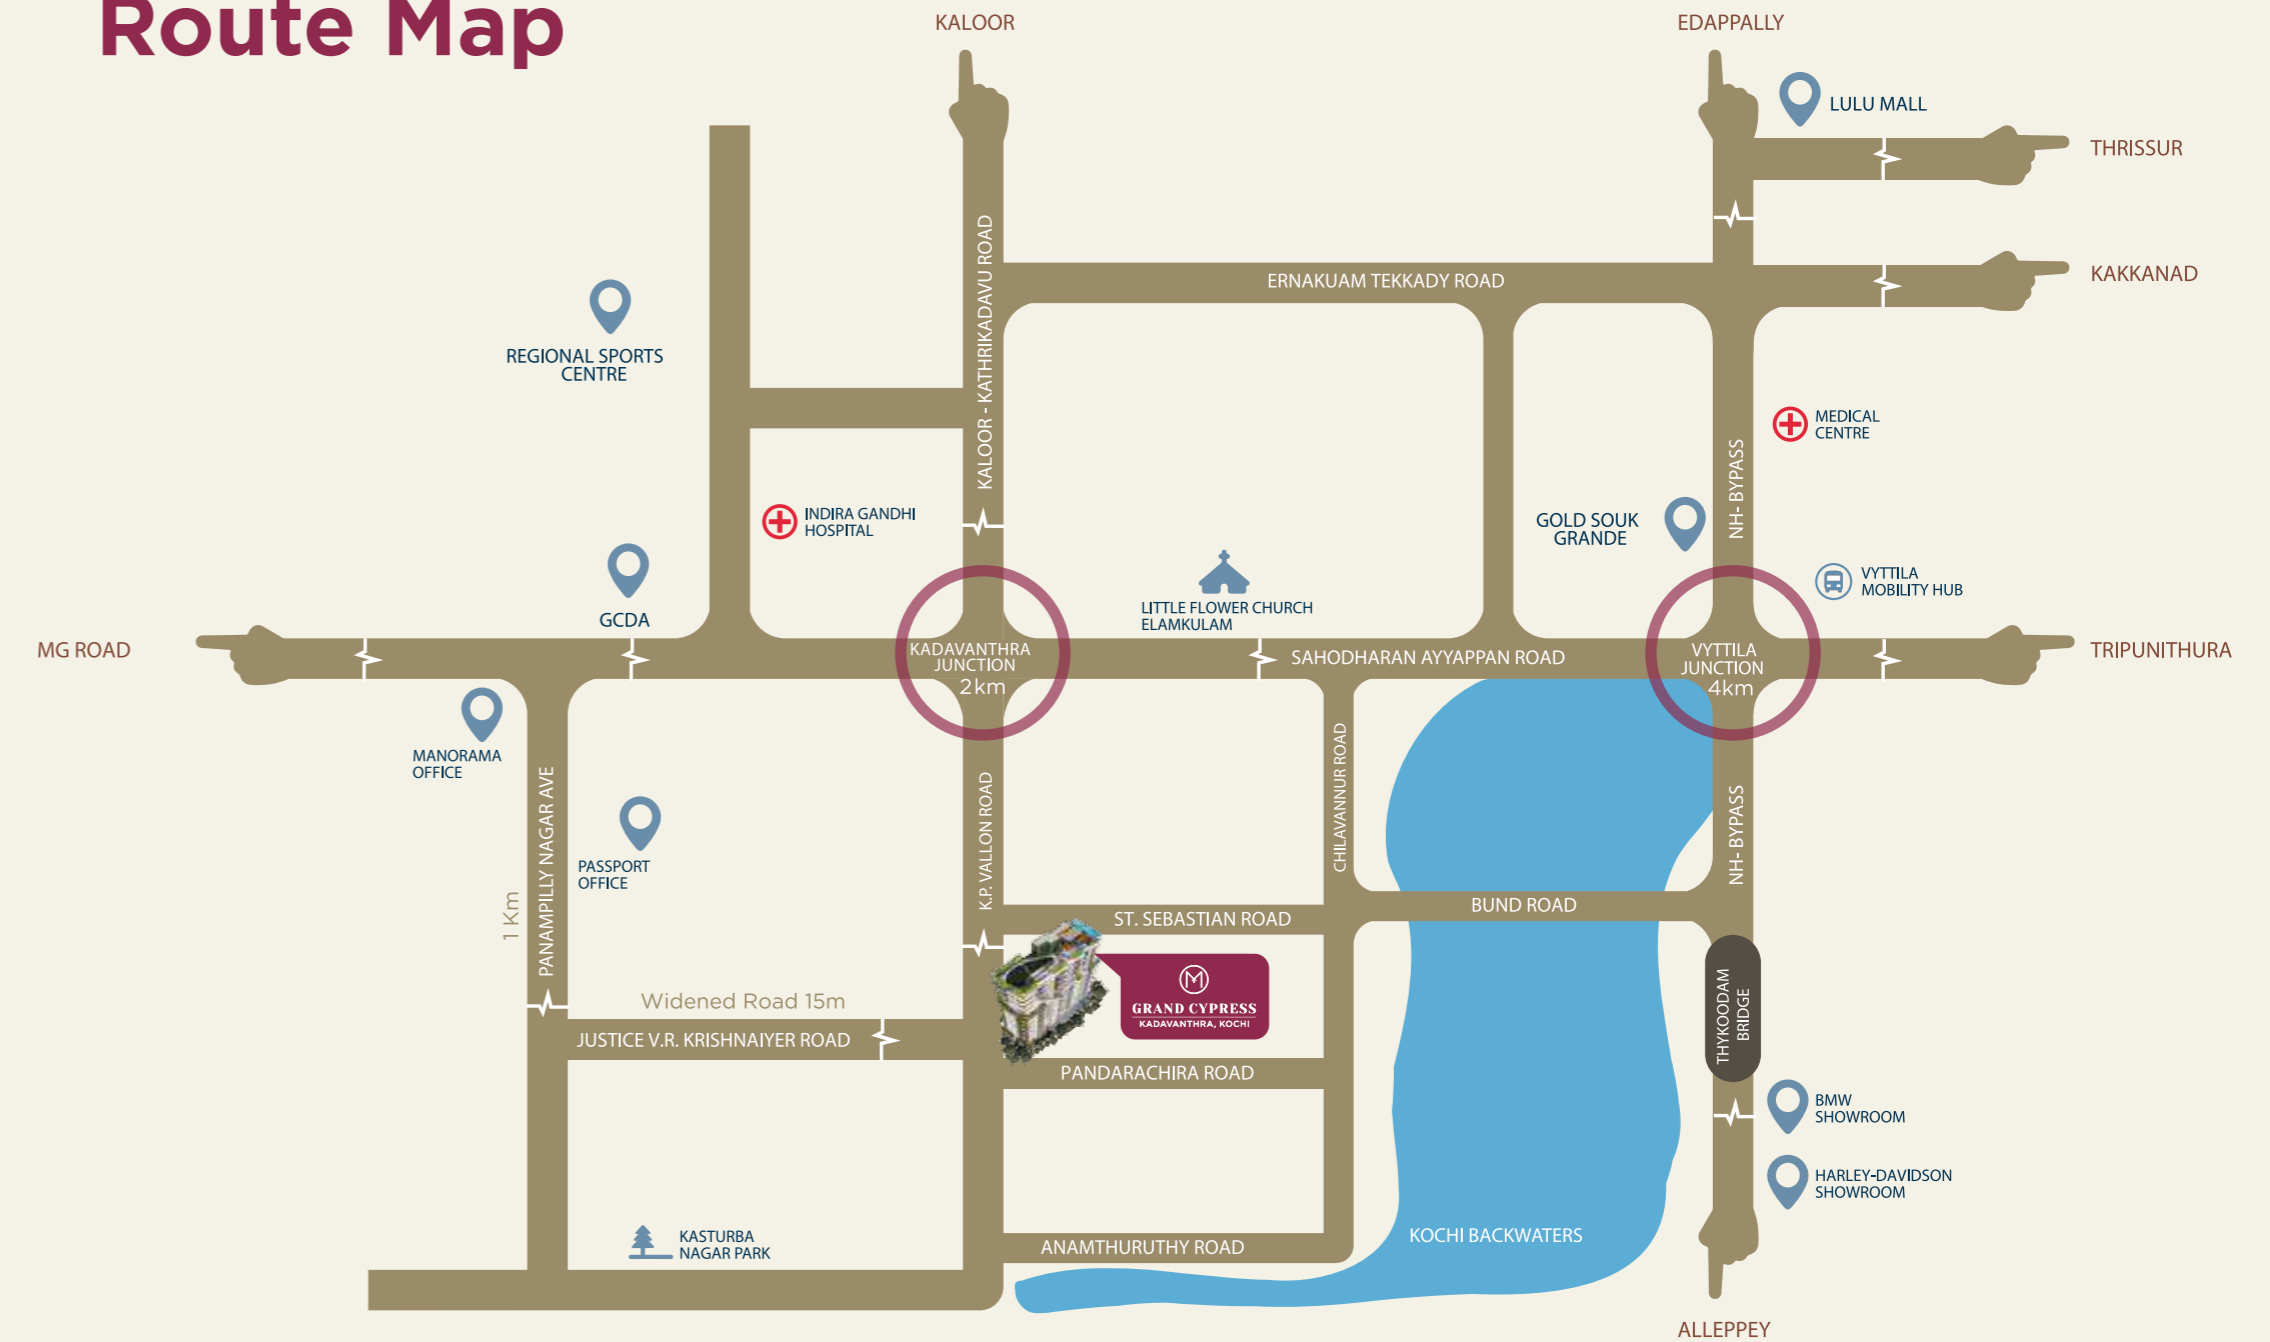 Route Map
KALOOR
EDAPPALLY
LULU MALL
THRISSUR
KALOOR - KATHRIKADAVU ROAD
ERNAKUAM TEKKADY ROAD
KAKKANAD
REGIONAL SPORTS
CENTRE
MEDICAL
CENTRE
NH- BYPASS
INDIRA GANDHI
HOSPITAL
GOLD SOUK
GRANDE
VYTTILA
MOBILITY HUB
GCDA
LITTLE FLOWER CHURCH
ELAMKULAM
MG ROAD
KADAVANTHRA
JUNCTION
2km
SAHODHARAN AYYAPPAN ROAD
VYTTILA
JUNCTION
4km
TRIPUNITHURA
MANORAMA
OFFICE
PANAMPILLY NAGAR AVE
1 Km
PASSPORT
OFFICE
K.P. VALLON ROAD
CHILAVANNUR ROAD
NH- BYPASS
ST. SEBASTIAN ROAD
BUND ROAD
GRAND CYPRESS
KADAVANTHRA, KOCHI
Widened Road 15m
JUSTICE V.R. KRISHNAIYER ROAD
THYKOODAM
BRIDGE
PANDARACHIRA ROAD
BMW
SHOWROOM
HARLEY-DAVIDSON
SHOWROOM
KASTURBA
NAGAR PARK
ANAMTHURUTHY ROAD
KOCHI BACKWATERS
ALLEPPEY